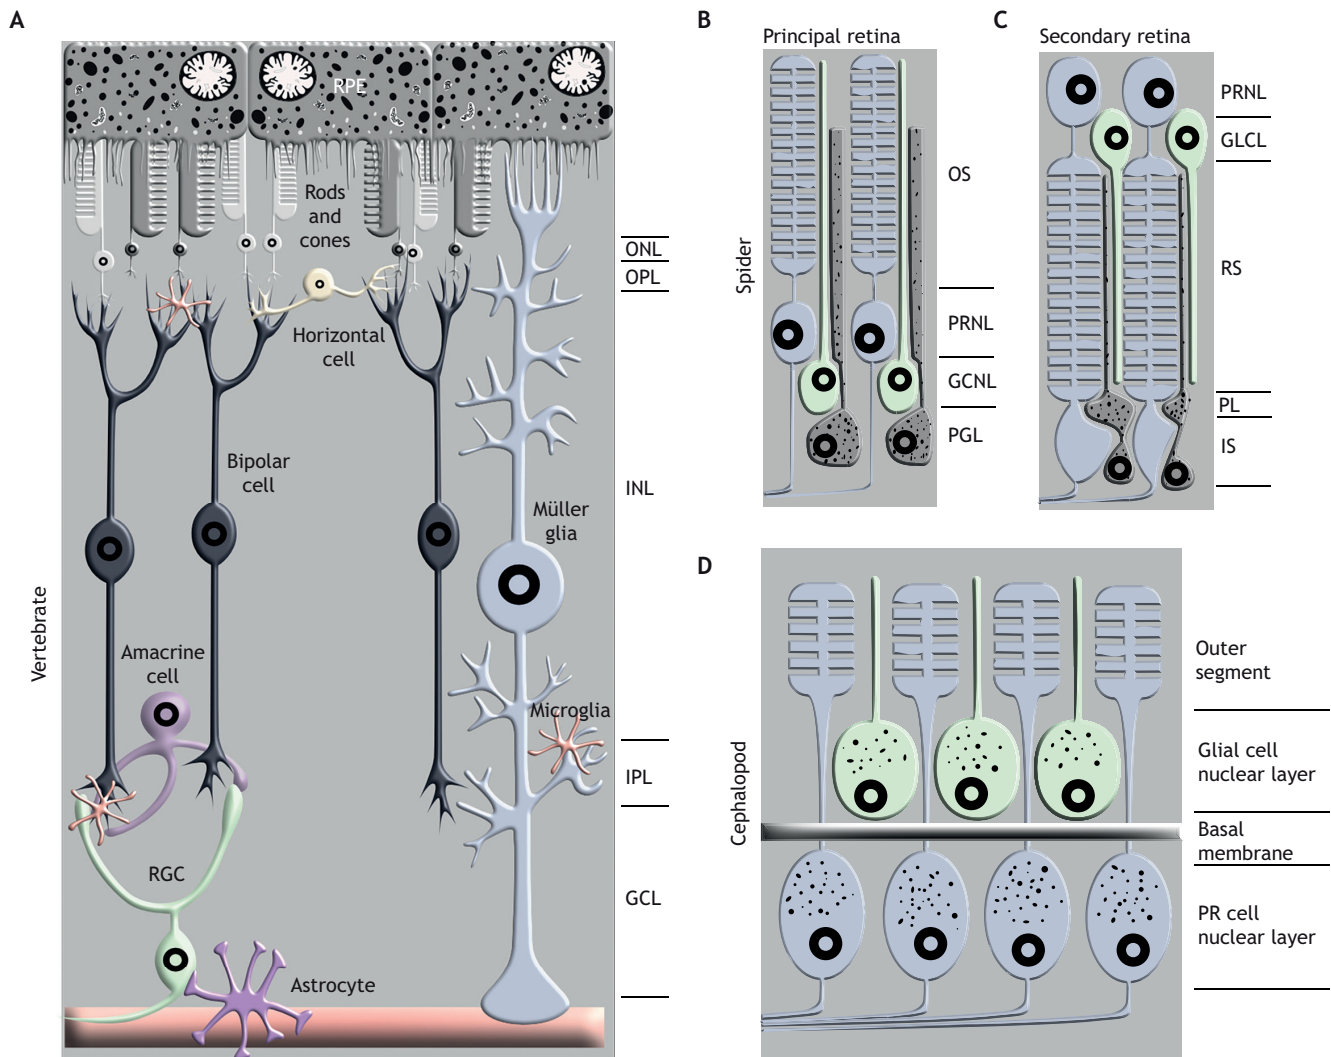 A
Vertebrate
RPE
Rods
and
cones
Horizontal
cell
Bipolar
cell
Müller
glia
Amacrine
cell
Microglia
RGC
Astrocyte
ONL
OPL
INL
IPL
GCL
B
Principal retina
Spider
OS
PRNL
GCNL
PGL
C
Secondary retina
PRNL
GLCL
RS
PL
IS
D
Cephalopod
Outer
segment
Glial cell
nuclear layer
Basal
membrane
PR cell
nuclear layer